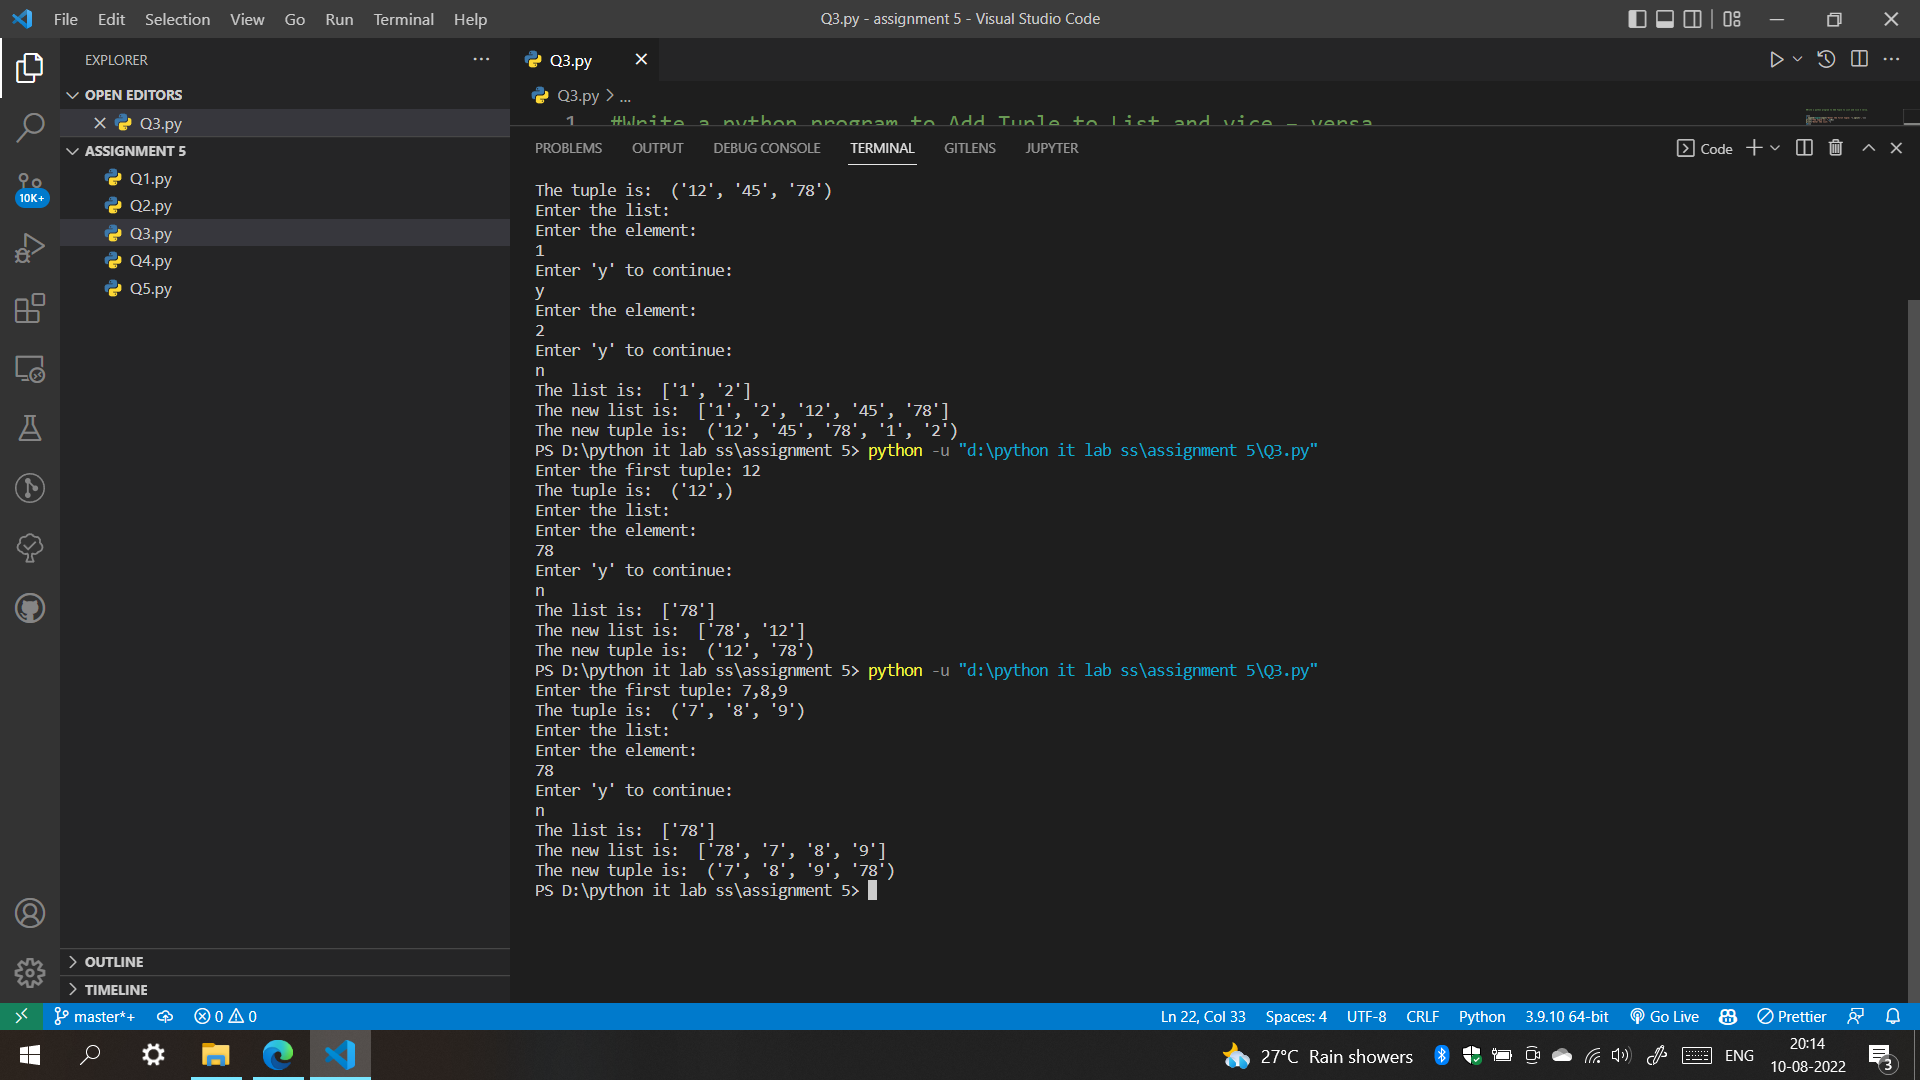 File Edit Selection View Go Run Terminal Help
Q3.py - assignment 5 - Visual Studio Code
EXPLORER
OPEN EDITORS
Q3.py
ASSIGNMENT 5
Q1.py
Q2.py
Q3.py
Q4.py
Q5.py
OUTLINE
TIMELINE
10K+
Q3.py
Q3.py > ...
1 #Write a python program to Add Tuple to List and vice - versa
PROBLEMS OUTPUT DEBUG CONSOLE TERMINAL GITLENS JUPYTER
Code
The tuple is:  ('12', '45', '78')
Enter the list:
Enter the element:
1
Enter 'y' to continue:
y
Enter the element:
2
Enter 'y' to continue:
n
The list is:  ['1', '2']
The new list is:  ['1', '2', '12', '45', '78']
The new tuple is:  ('12', '45', '78', '1', '2')
PS D:\python it lab ss\assignment 5> python -u "d:\python it lab ss\assignment 5\Q3.py"
Enter the first tuple: 12
The tuple is:  ('12',)
Enter the list:
Enter the element:
78
Enter 'y' to continue:
n
The list is:  ['78']
The new list is:  ['78', '12']
The new tuple is:  ('12', '78')
PS D:\python it lab ss\assignment 5> python -u "d:\python it lab ss\assignment 5\Q3.py"
Enter the first tuple: 7,8,9
The tuple is:  ('7', '8', '9')
Enter the list:
Enter the element:
78
Enter 'y' to continue:
n
The list is:  ['78']
The new list is:  ['78', '7', '8', '9']
The new tuple is:  ('7', '8', '9', '78')
PS D:\python it lab ss\assignment 5>
master*+ 0 0 Ln 22, Col 33 Spaces: 4 UTF-8 CRLF Python 3.9.10 64-bit Go Live Prettier
27°C Rain showers ENG 20:14
10-08-2022 3